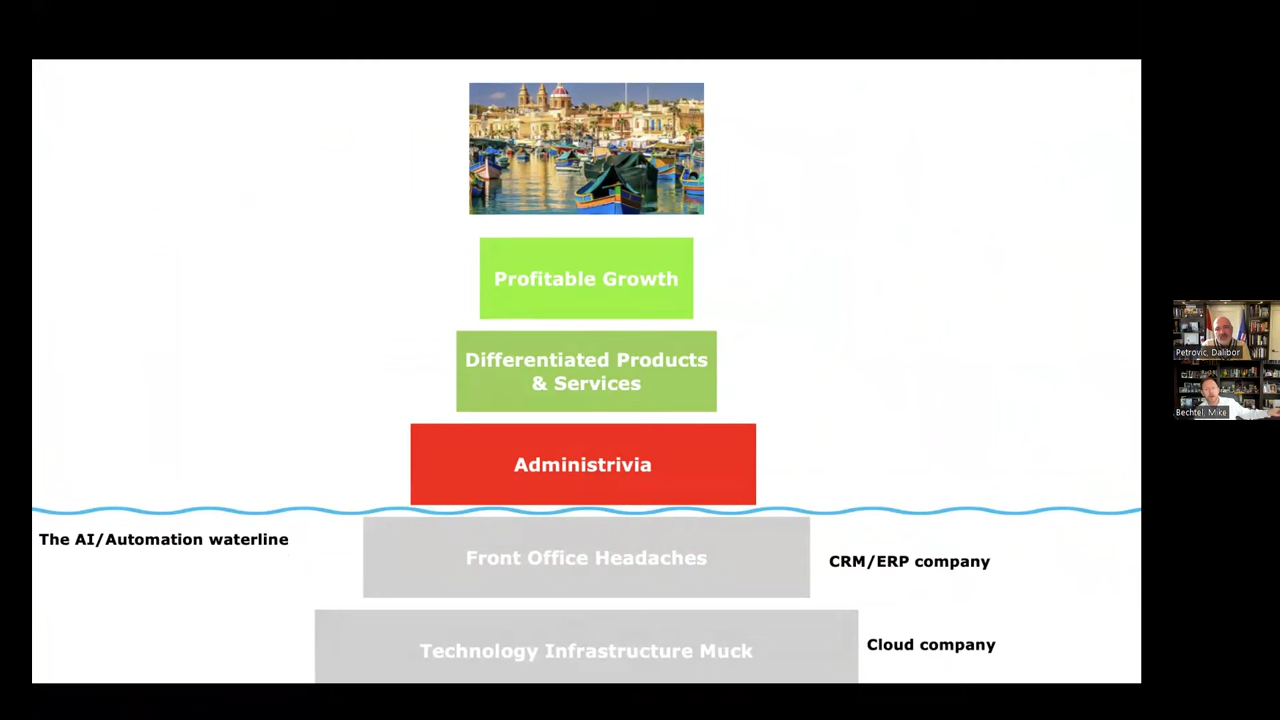 Profitable Growth
Differentiated Products
& Services
Administrivia
The AI/Automation waterline
Front Office Headaches
CRM/ERP company
Technology Infrastructure Muck
Cloud company
Petrovic, Dalibor
Bechtel, Mike